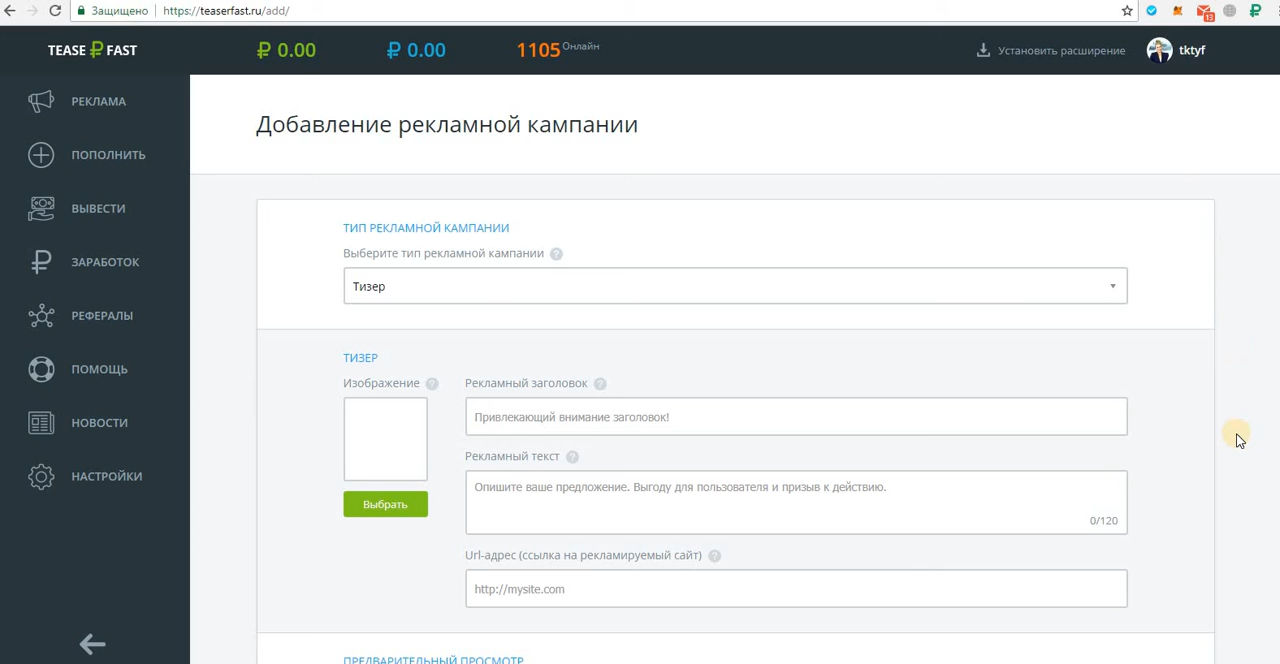 Защищено https://teaserfast.ru/add/
13
TEASE ₽ FAST ₽ 0.00 ₽ 0.00 1105 Онлайн Установить расширение tktyf
РЕКЛАМА
ПОПОЛНИТЬ
ВЫВЕСТИ
ЗАРАБОТОК
РЕФЕРАЛЫ
ПОМОЩЬ
НОВОСТИ
НАСТРОЙКИ
Добавление рекламной кампании
ТИП РЕКЛАМНОЙ КАМПАНИИ
Выберите тип рекламной кампании ?
Тизер
ТИЗЕР
Изображение ?
Выбрать
Рекламный заголовок ?
Привлекающий внимание заголовок!
Рекламный текст ?
Опишите ваше предложение. Выгоду для пользователя и призыв к действию.
0/120
Url-адрес (ссылка на рекламируемый сайт) ?
http://mysite.com
ПРЕДВАРИТЕЛЬНЫЙ ПРОСМОТР